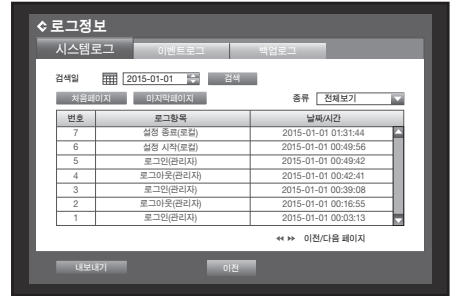 로그정보
시스템로그 이벤트로그 백업로그
검색일 2015-01-01 검색
처음페이지 마지막페이지 종류 전체보기
번호 로그항목 날짜/시간
7 설정 종료(로컬) 2015-01-01 01:31:44
6 설정 시작(로컬) 2015-01-01 00:49:56
5 로그인(관리자) 2015-01-01 00:49:42
4 로그아웃(관리자) 2015-01-01 00:42:41
3 로그인(관리자) 2015-01-01 00:39:08
2 로그아웃(관리자) 2015-01-01 00:16:55
1 로그인(관리자) 2015-01-01 00:03:13
이전/다음 페이지
내보내기 이전